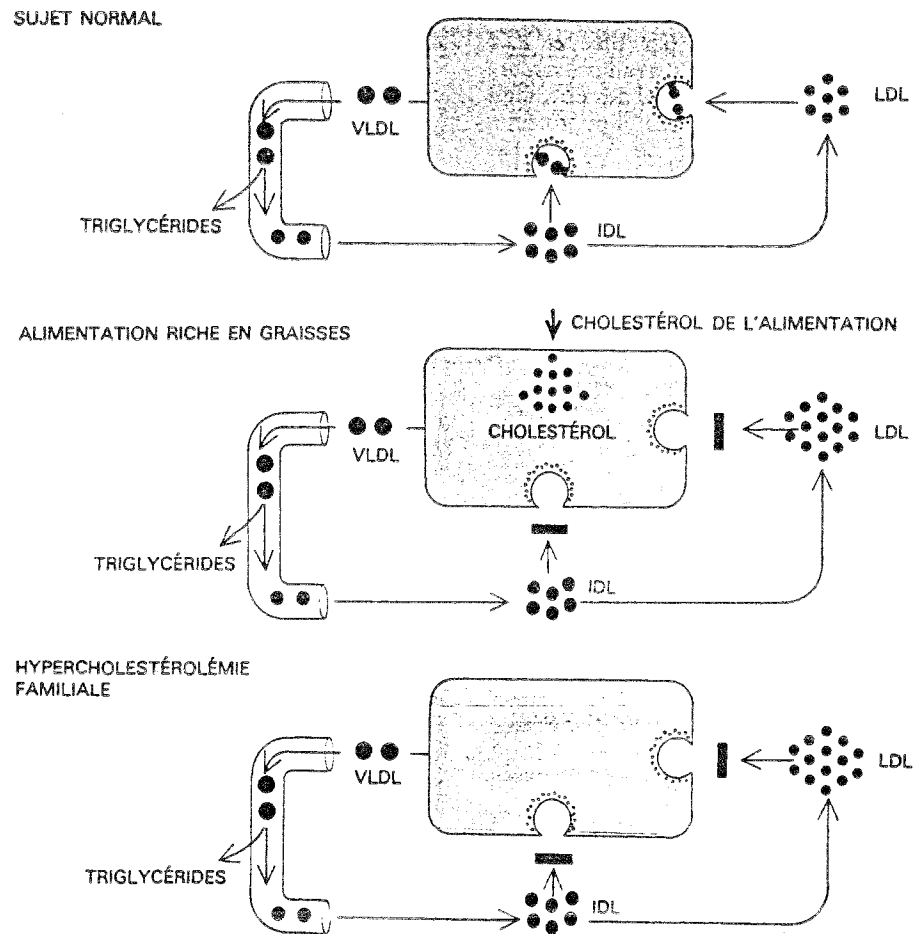 SUJET NORMAL
VLDL
LDL
TRIGLYCÉRIDES
IDL
ALIMENTATION RICHE EN GRAISSES
CHOLESTÉROL DE L'ALIMENTATION
CHOLESTÉROL
VLDL
LDL
TRIGLYCÉRIDES
IDL
HYPERCHOLESTÉROLÉMIE
FAMILIALE
VLDL
LDL
TRIGLYCÉRIDES
IDL